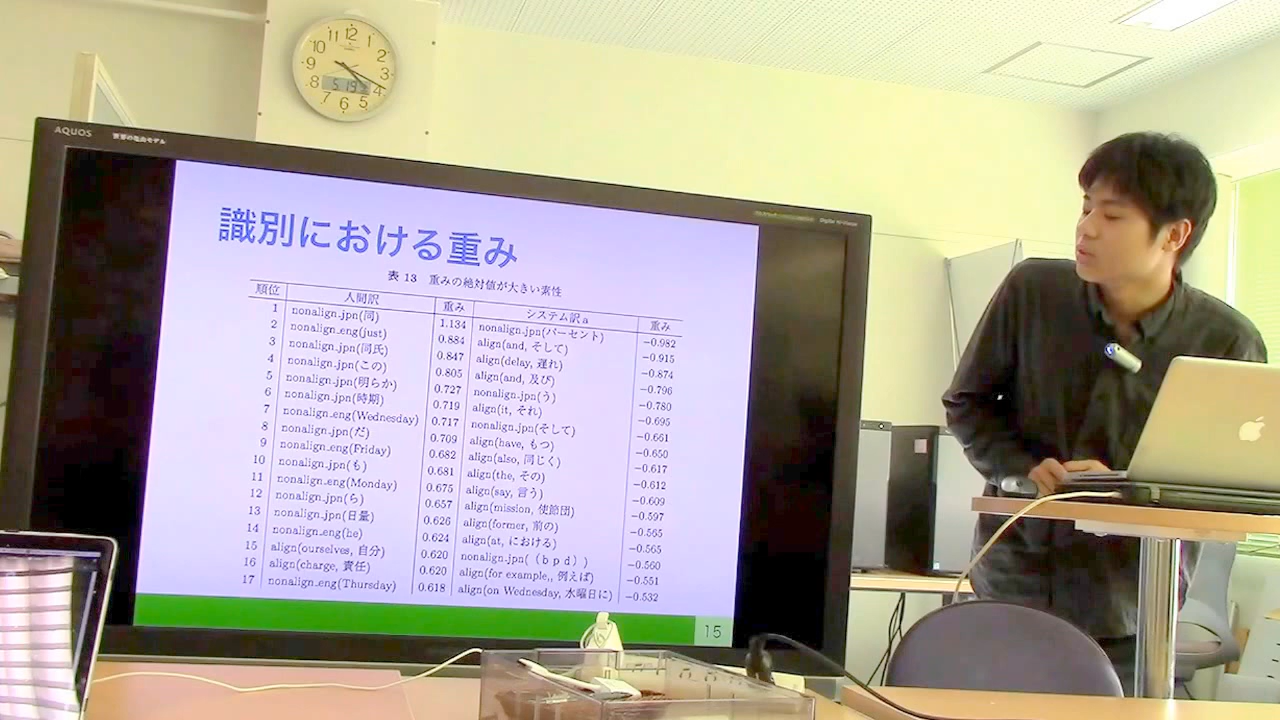 12
11 1
10 2
9 3
8 4
7 6 5
AQUOS
識別における重み
表 13 重みの絶対値が大きい素性
順位 人間訳 重み システム訳 a 重み
1 nonalign.jpn(同) 1.134 nonalign.jpn(パーセント) −0.982
2 nonalign.eng(just) 0.884 align(and, そして) −0.915
3 nonalign.jpn(同氏) 0.847 align(delay, 遅れ) −0.874
4 nonalign.jpn(この) 0.805 align(and, 及び) −0.796
5 nonalign.jpn(明らか) 0.727 nonalign.jpn(う) −0.780
6 nonalign.jpn(時期) 0.719 align(it, それ) −0.695
7 nonalign.eng(Wednesday) 0.717 nonalign.jpn(そして) −0.661
8 nonalign.jpn(だ) 0.709 align(have, もつ) −0.650
9 nonalign.eng(Friday) 0.682 align(also, 同じく) −0.617
10 nonalign.jpn(も) 0.681 align(the, その) −0.612
11 nonalign.eng(Monday) 0.675 align(say, 言う) −0.609
12 nonalign.jpn(ら) 0.657 align(mission, 使節団) −0.597
13 nonalign.jpn(日量) 0.626 align(former, 前の) −0.565
14 nonalign.eng(he) 0.624 align(at, における) −0.565
15 align(ourselves, 自分) 0.620 nonalign.jpn( (ｂｐｄ) ) −0.560
16 align(charge, 責任) 0.620 align(for example,, 例えば) −0.551
17 nonalign.eng(Thursday) 0.618 align(on Wednesday, 水曜日に) −0.532
15